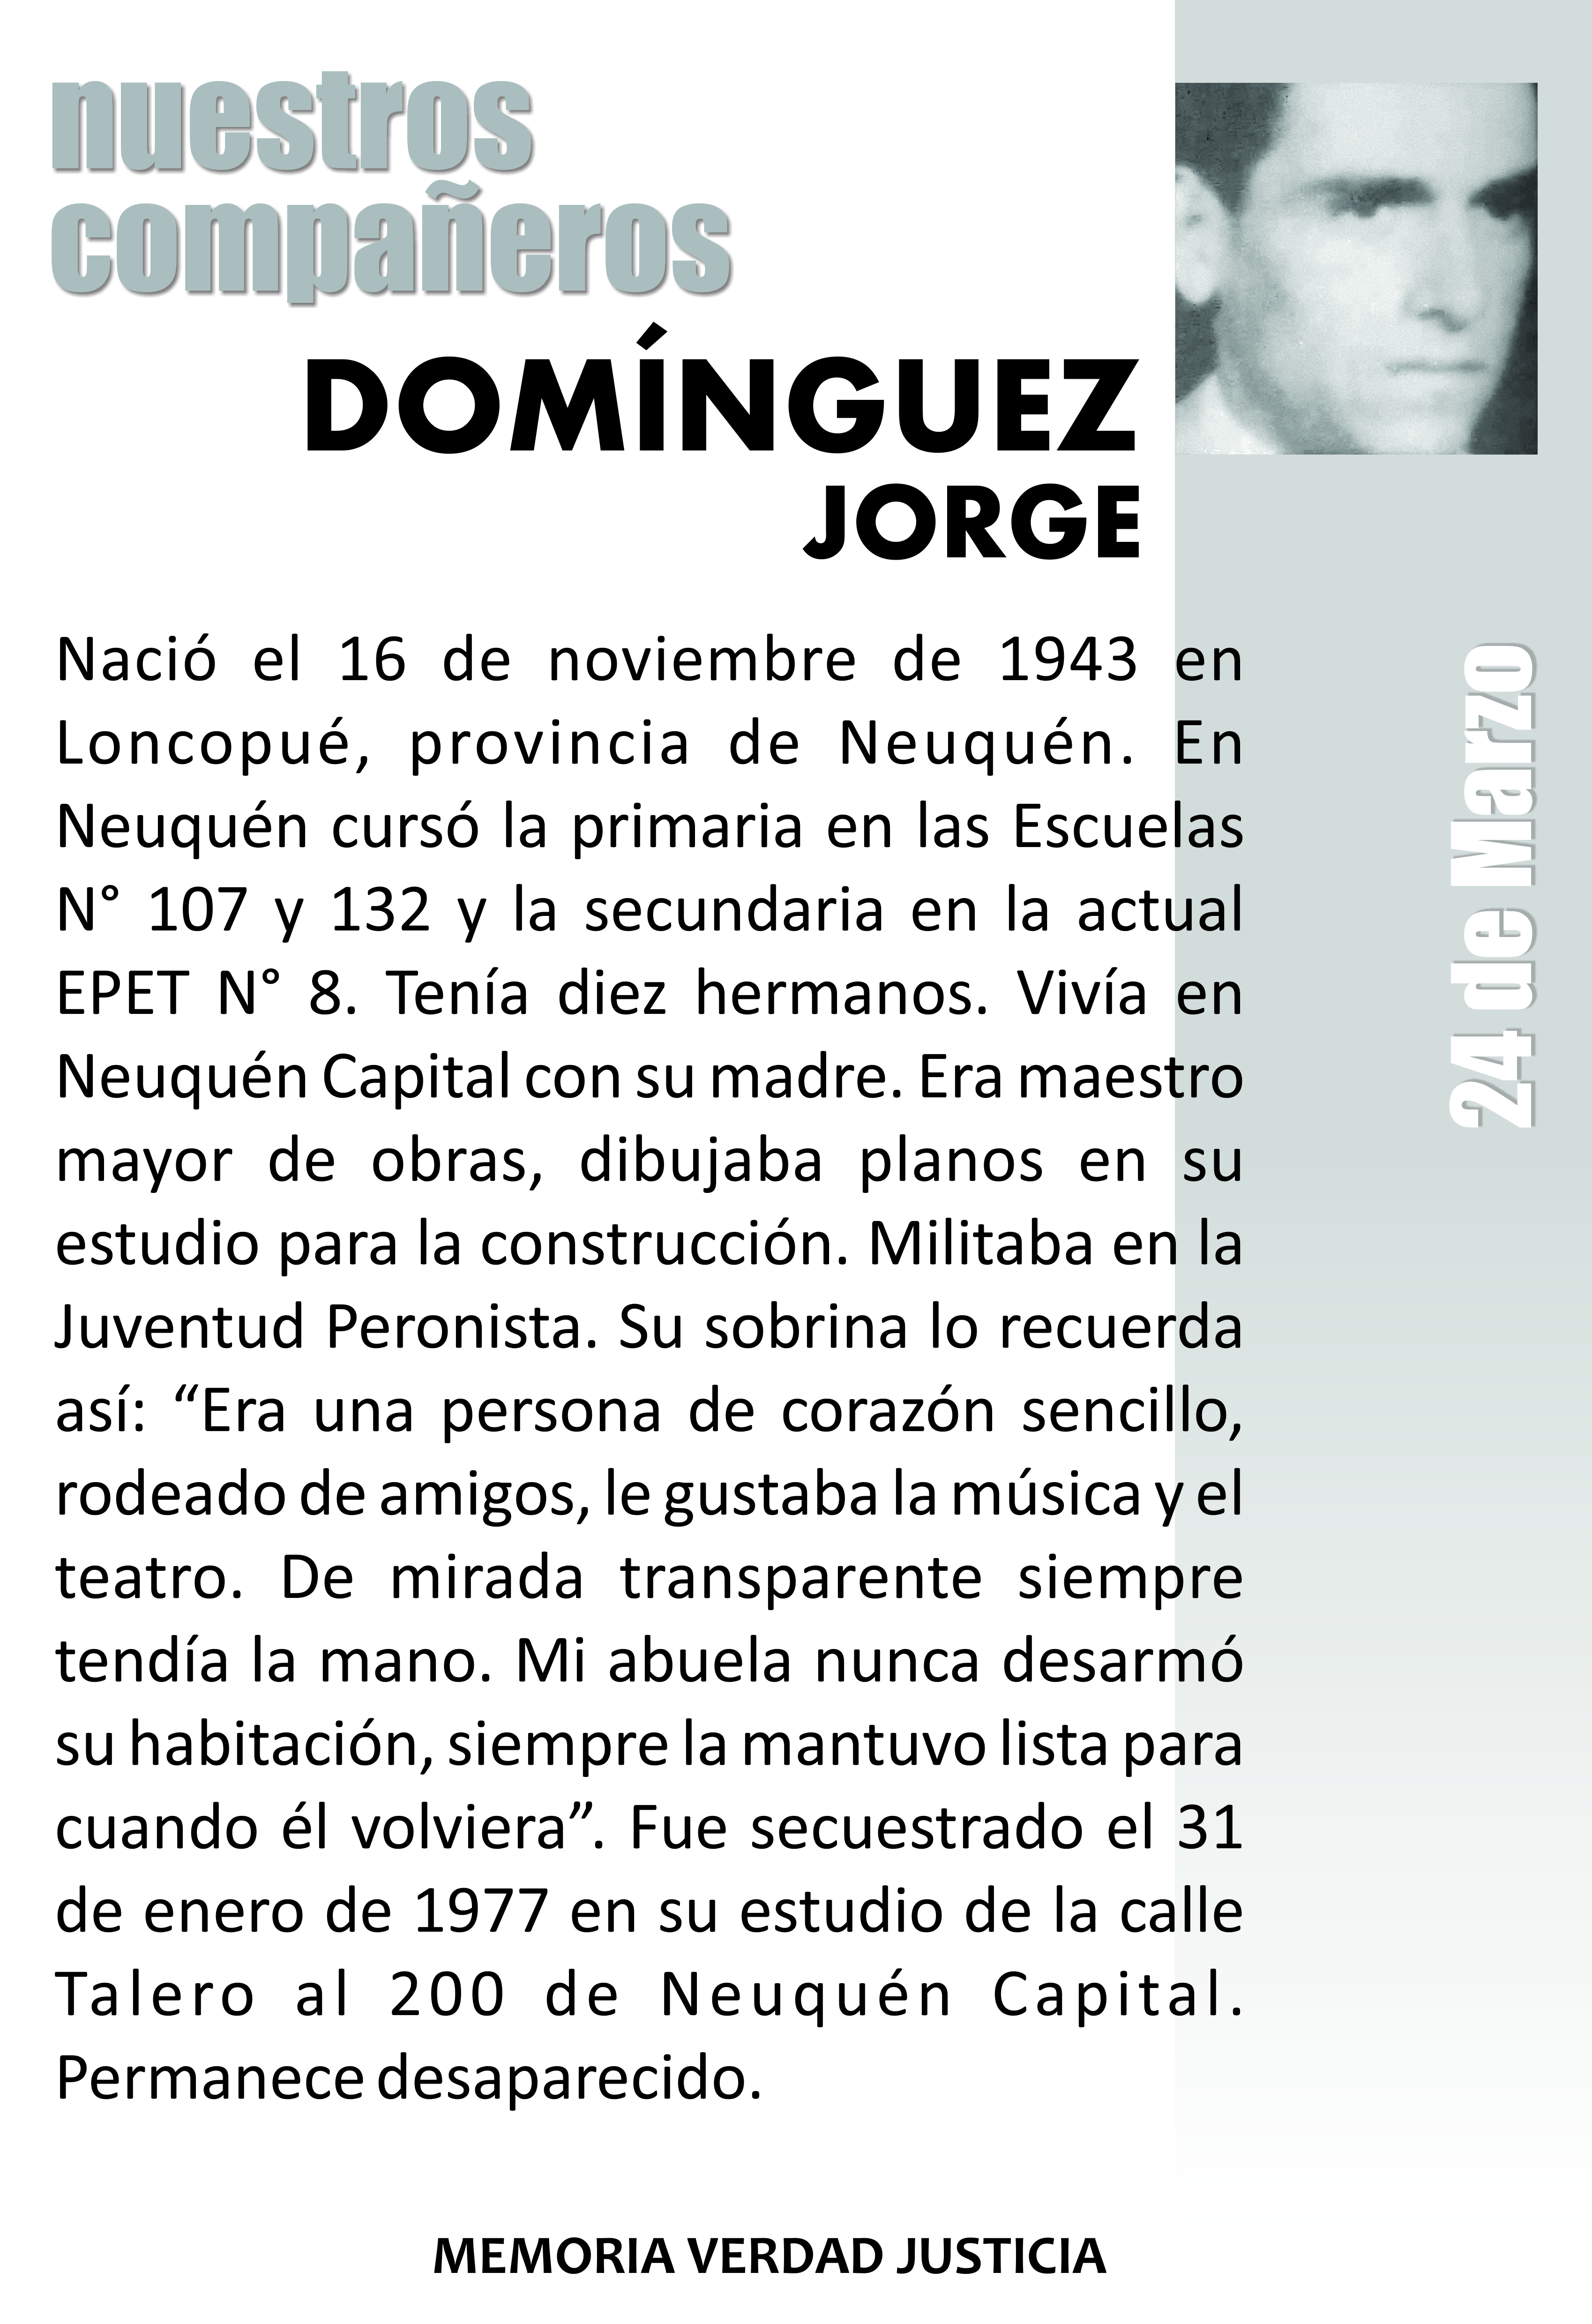 nuestros
compañeros
DOMÍNGUEZ
JORGE
Nació el 16 de noviembre de 1943 en
Loncopué, provincia de Neuquén. En
Neuquén cursó la primaria en las Escuelas
N° 107 y 132 y la secundaria en la actual
EPET N° 8. Tenía diez hermanos. Vivía en
Neuquén Capital con su madre. Era maestro
mayor de obras, dibujaba planos en su
estudio para la construcción. Militaba en la
Juventud Peronista. Su sobrina lo recuerda
así: “Era una persona de corazón sencillo,
rodeado de amigos, le gustaba la música y el
teatro. De mirada transparente siempre
tendía la mano. Mi abuela nunca desarmó
su habitación, siempre la mantuvo lista para
cuando él volviera”. Fue secuestrado el 31
de enero de 1977 en su estudio de la calle
Talero al 200 de Neuquén Capital.
Permanece desaparecido.
24 de Marzo
MEMORIA VERDAD JUSTICIA